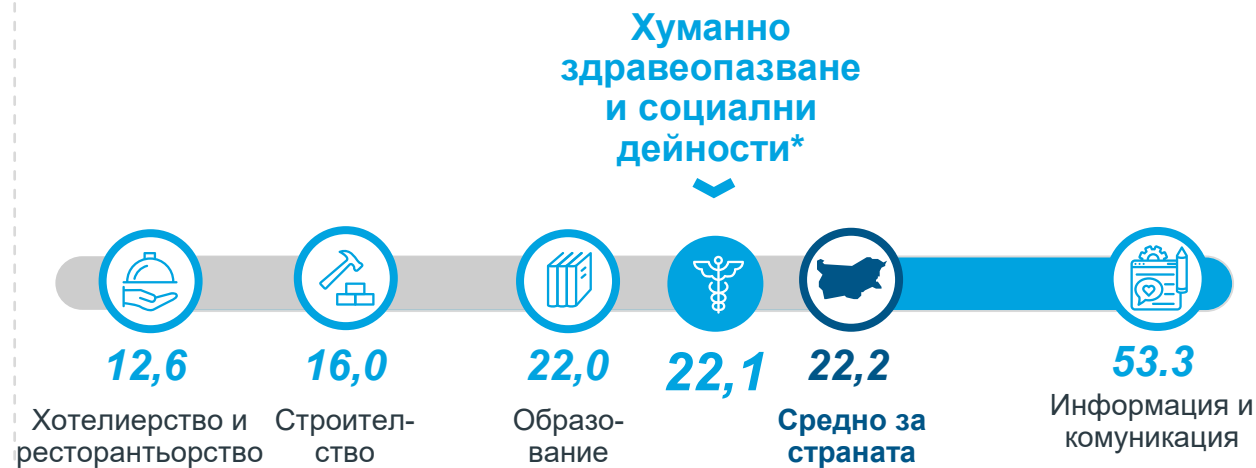 Хуманно
здравеопазване
и социални
дейности*
12,6
16,0
22,0
22,1
22,2
53.3
Хотелиерство и
ресторантьорство
Строител-
ство
Образо-
вание
Средно за
страната
Информация и
комуникация